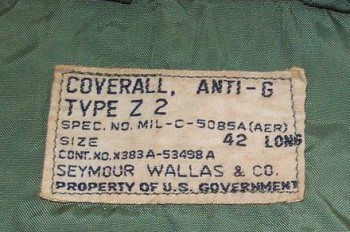 COVERALL, ANTI-G
TYPE Z 2
SPEC. NO. MIL-C-5085A(AER)
SIZE 42 LONG
CONT. NO. N383A-53498A
SEYMOUR WALLAS & CO.
PROPERTY OF U.S. GOVERNMENT